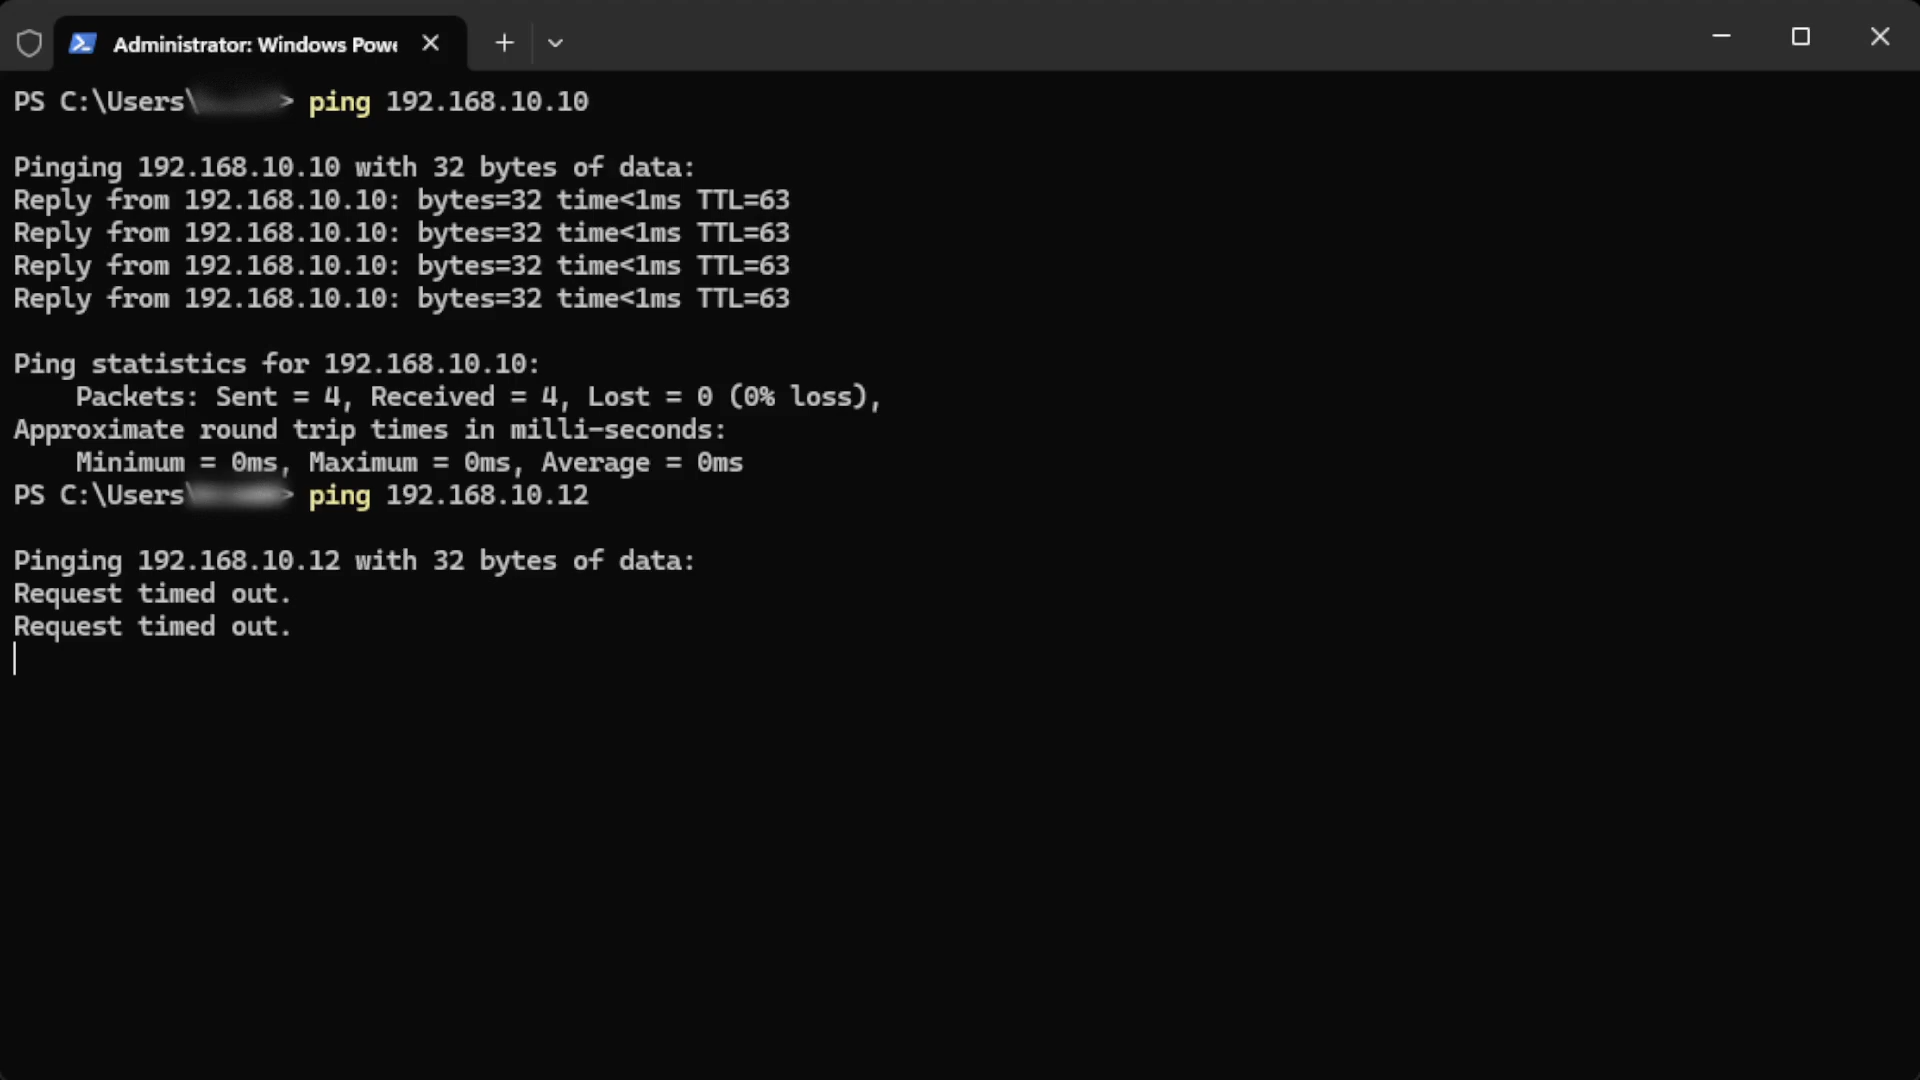 Administrator: Windows Powe
PS C:\Users\ > ping 192.168.10.10
Pinging 192.168.10.10 with 32 bytes of data:
Reply from 192.168.10.10: bytes=32 time<1ms TTL=63
Reply from 192.168.10.10: bytes=32 time<1ms TTL=63
Reply from 192.168.10.10: bytes=32 time<1ms TTL=63
Reply from 192.168.10.10: bytes=32 time<1ms TTL=63
Ping statistics for 192.168.10.10:
Packets: Sent = 4, Received = 4, Lost = 0 (0% loss),
Approximate round trip times in milli-seconds:
Minimum = 0ms, Maximum = 0ms, Average = 0ms
PS C:\Users\ > ping 192.168.10.12
Pinging 192.168.10.12 with 32 bytes of data:
Request timed out.
Request timed out.